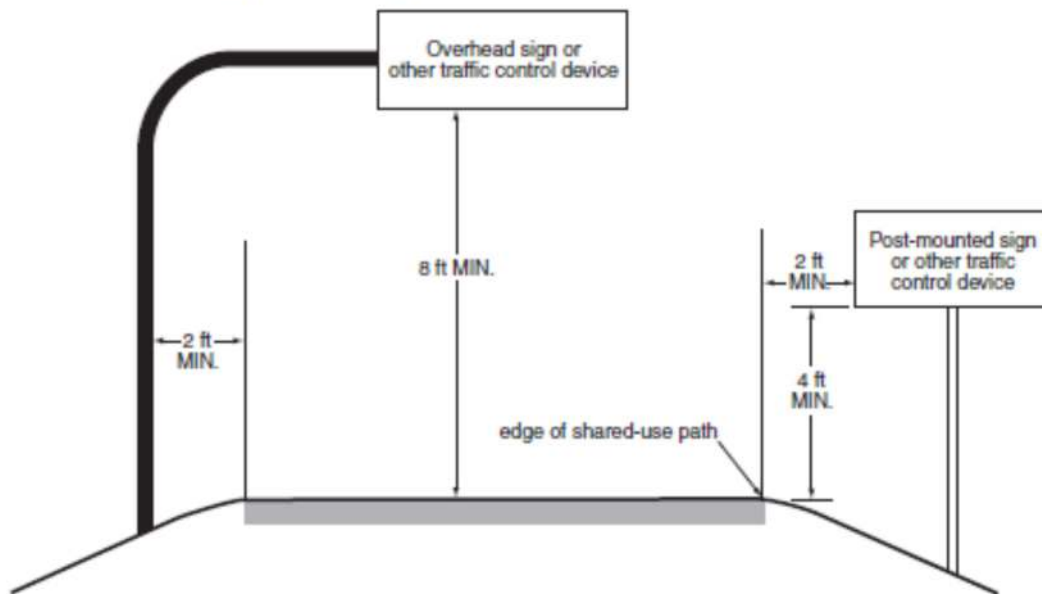 Overhead sign or
other traffic control device
Post-mounted sign
or other traffic
control device
8 ft MIN.
2 ft
MIN.
2 ft
MIN.
4 ft
MIN.
edge of shared-use path